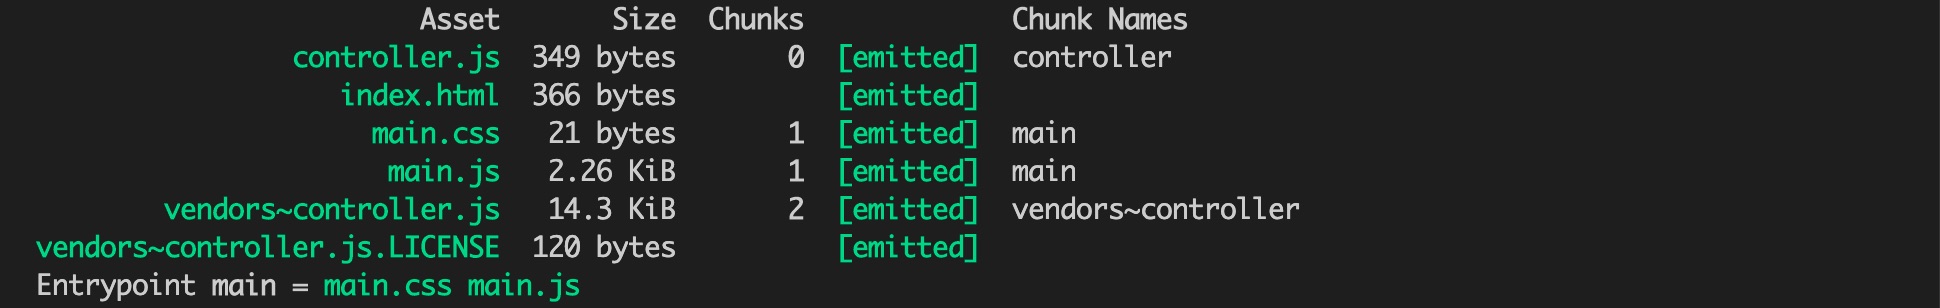 Asset Size Chunks Chunk Names
controller.js 349 bytes 0 [emitted] controller
index.html 366 bytes [emitted]
main.css 21 bytes 1 [emitted] main
main.js 2.26 KiB 1 [emitted] main
vendors~controller.js 14.3 KiB 2 [emitted] vendors~controller
vendors~controller.js.LICENSE 120 bytes [emitted]
Entrypoint main = main.css main.js